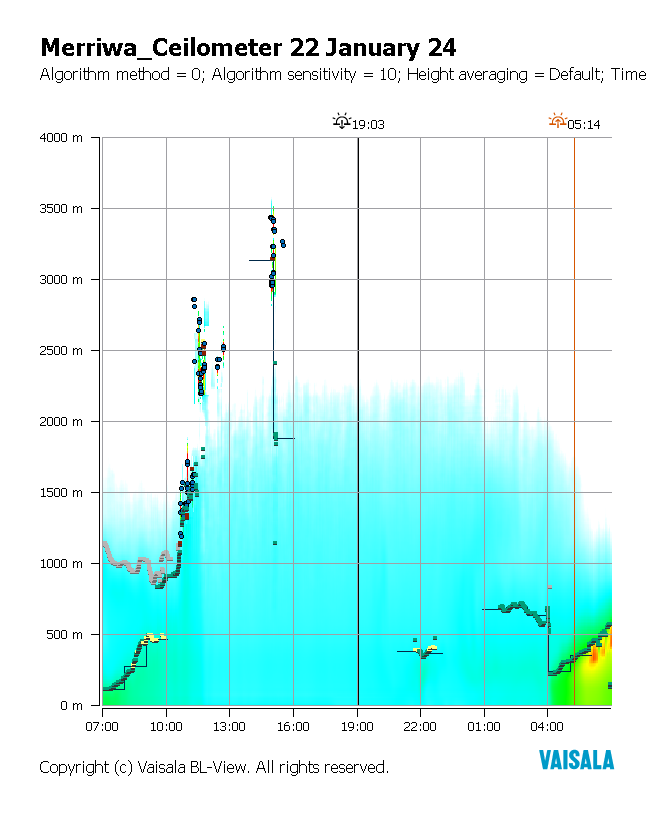 Merriwa_Ceilometer 22 January 24
Algorithm method = 0; Algorithm sensitivity = 10; Height averaging = Default; Time
19:03
05:14
4000 m
3500 m
3000 m
2500 m
2000 m
1500 m
1000 m
500 m
0 m
07:00 10:00 13:00 16:00 19:00 22:00 01:00 04:00
Copyright (c) Vaisala BL-View. All rights reserved.
VAISALA